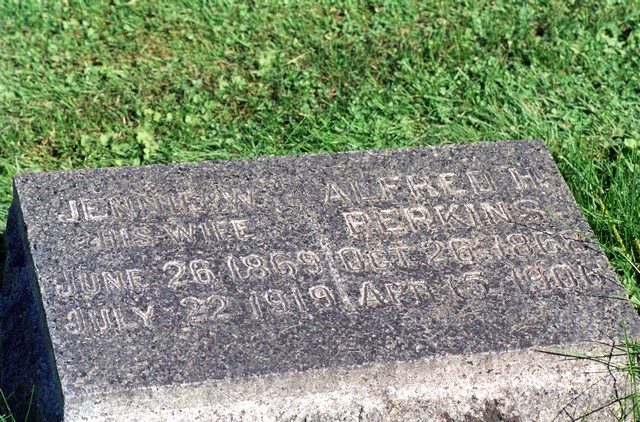 JENNIE W.
HIS WIFE
JUNE 26 1869
JULY 22 1919
ALFRED H.
PERKINS
OCT. 26
APR. 15